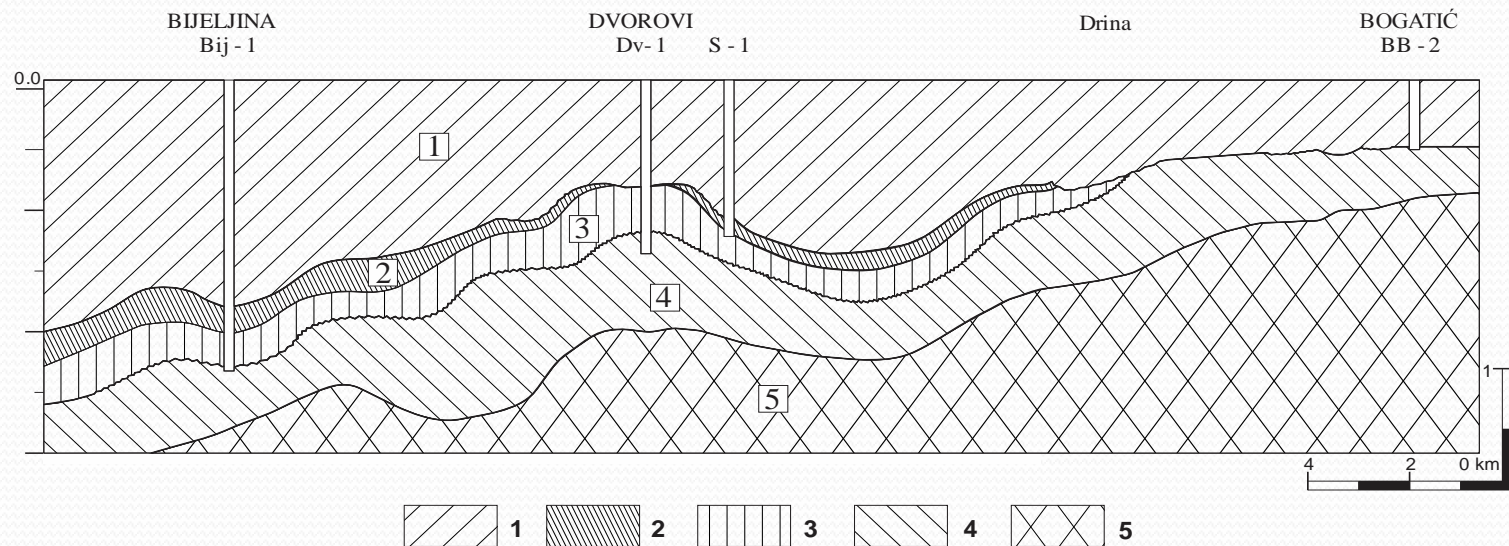 BIJELJINA DVOROVI Drina BOGATIĆ
Bij - 1 Dv- 1 S - 1 BB - 2
0.0
1
3
2
4
1
5
4 2 0 km
1 2 3 4 5